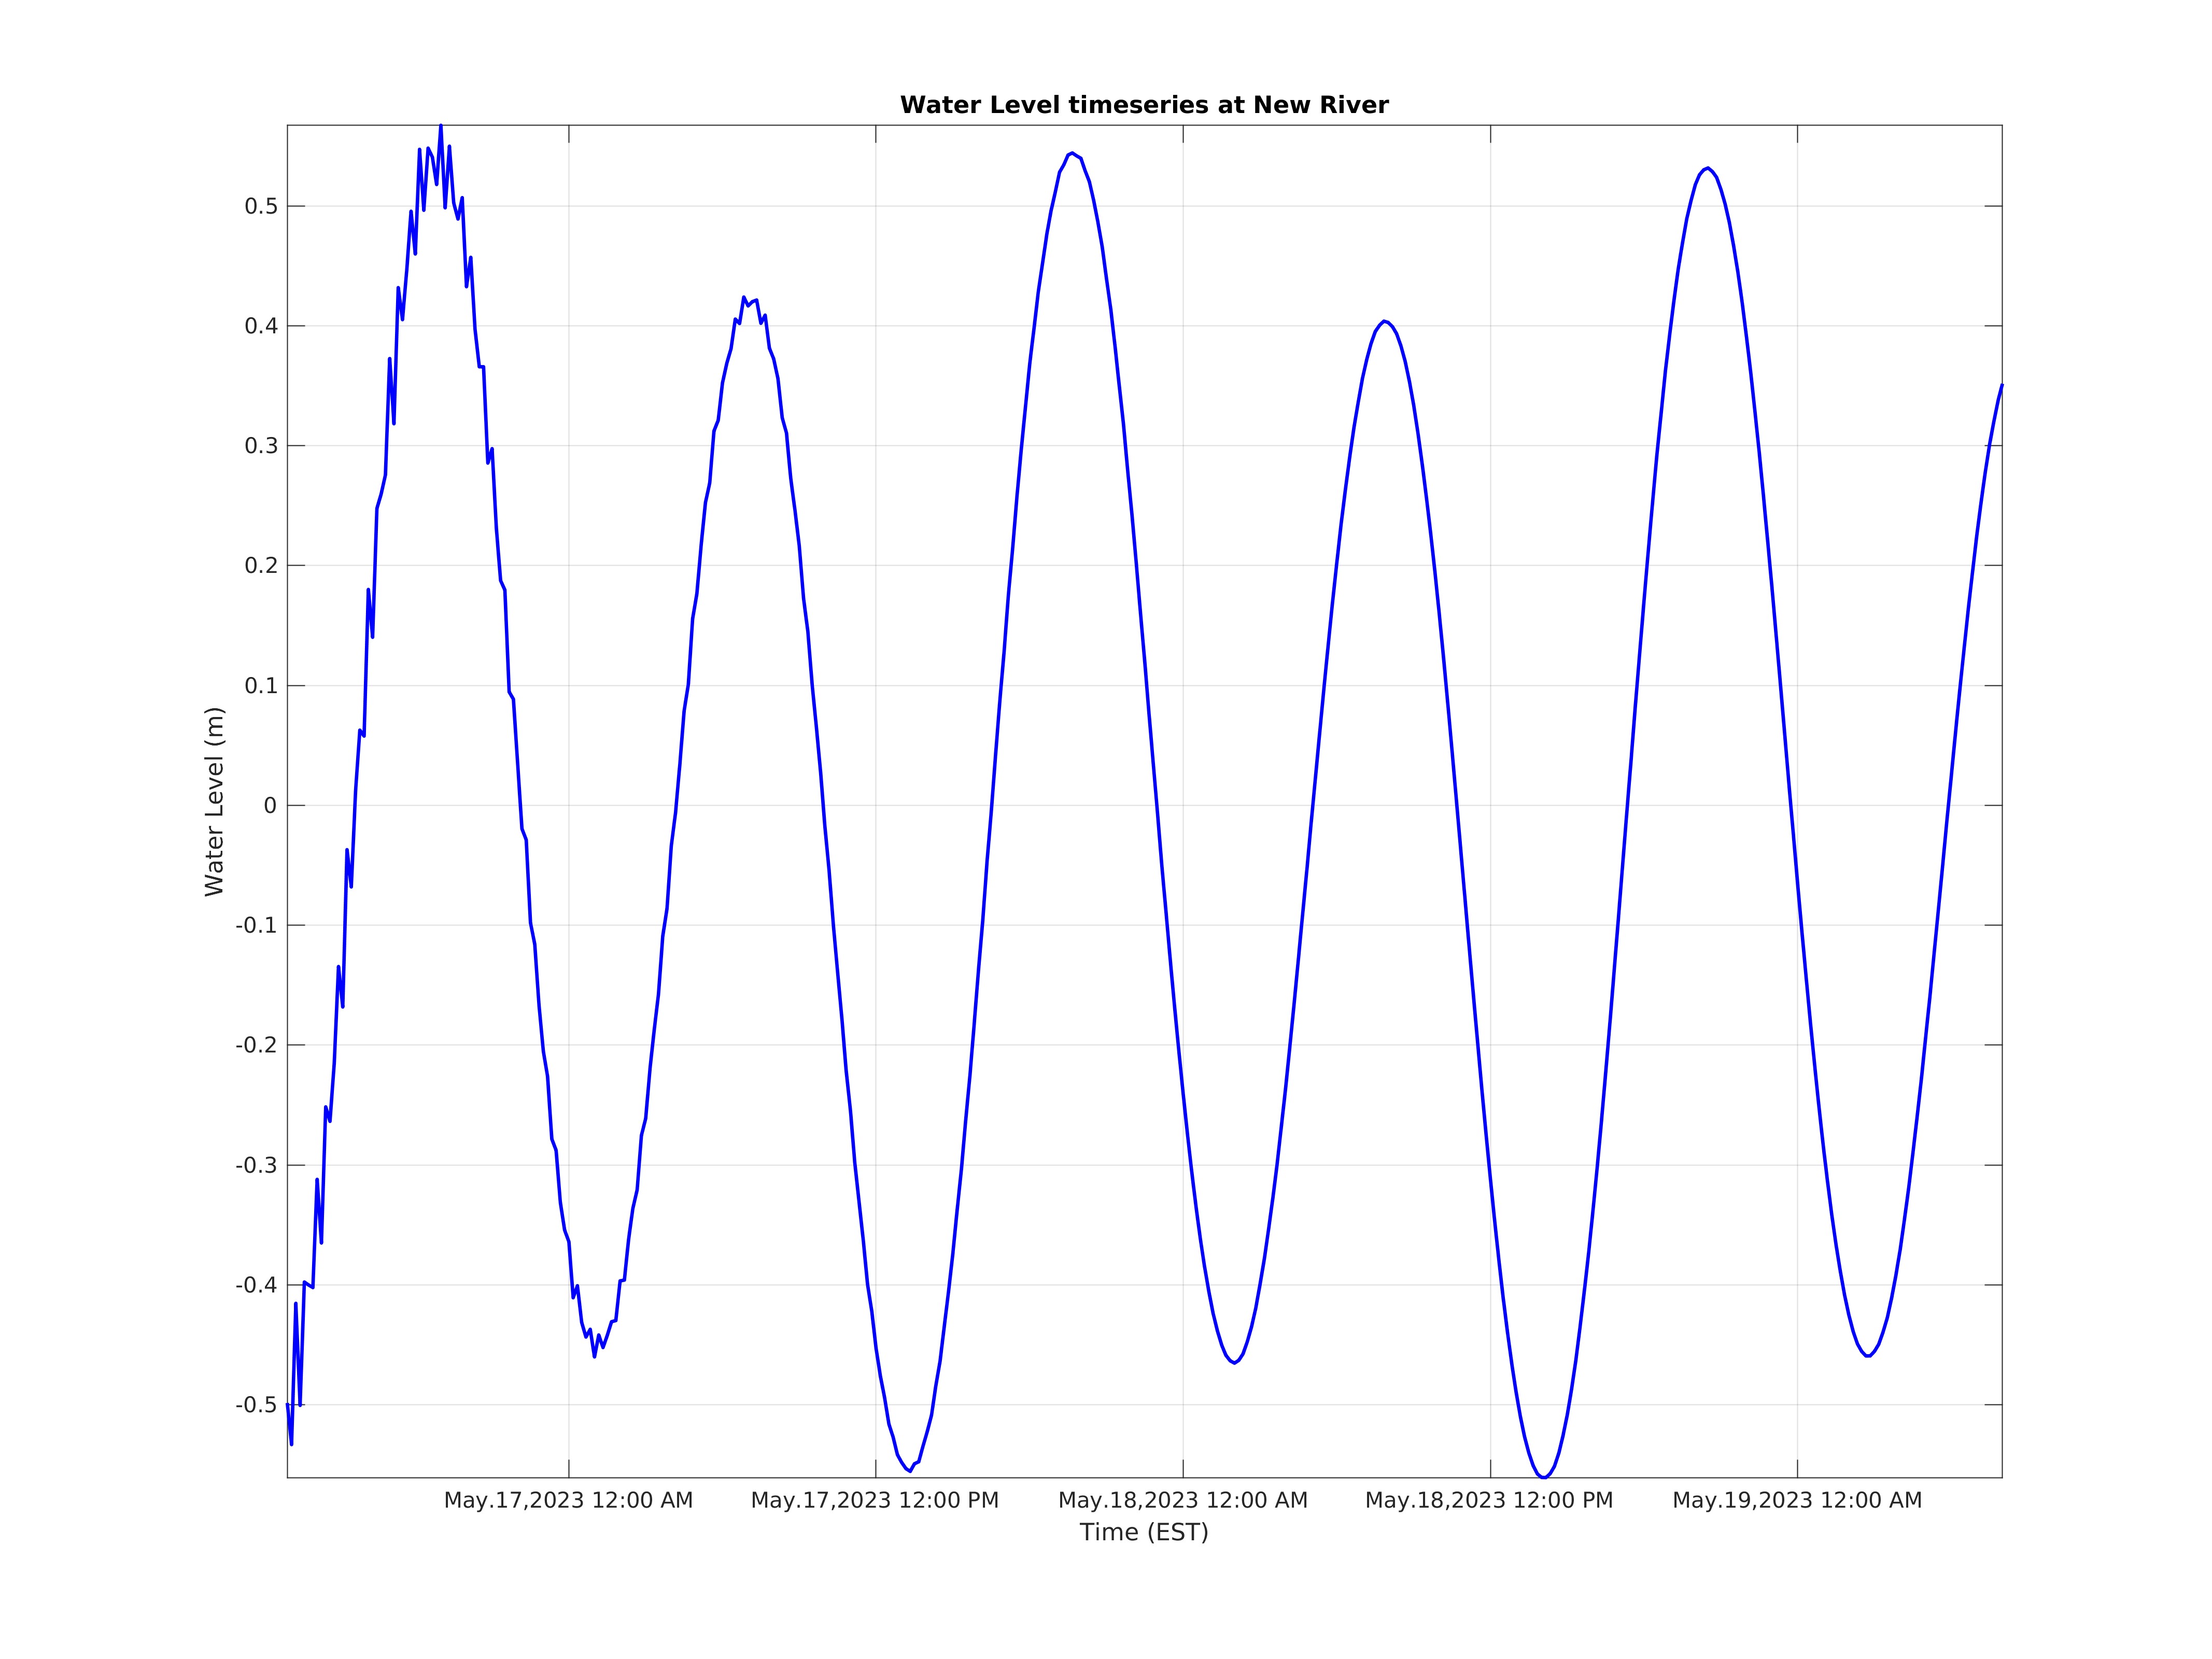 Water Level timeseries at New River
0.5
0.4
0.3
0.2
0.1
0
-0.1
-0.2
-0.3
-0.4
-0.5
Water Level (m)
May.17,2023 12:00 AM
May.17,2023 12:00 PM
May.18,2023 12:00 AM
May.18,2023 12:00 PM
May.19,2023 12:00 AM
Time (EST)